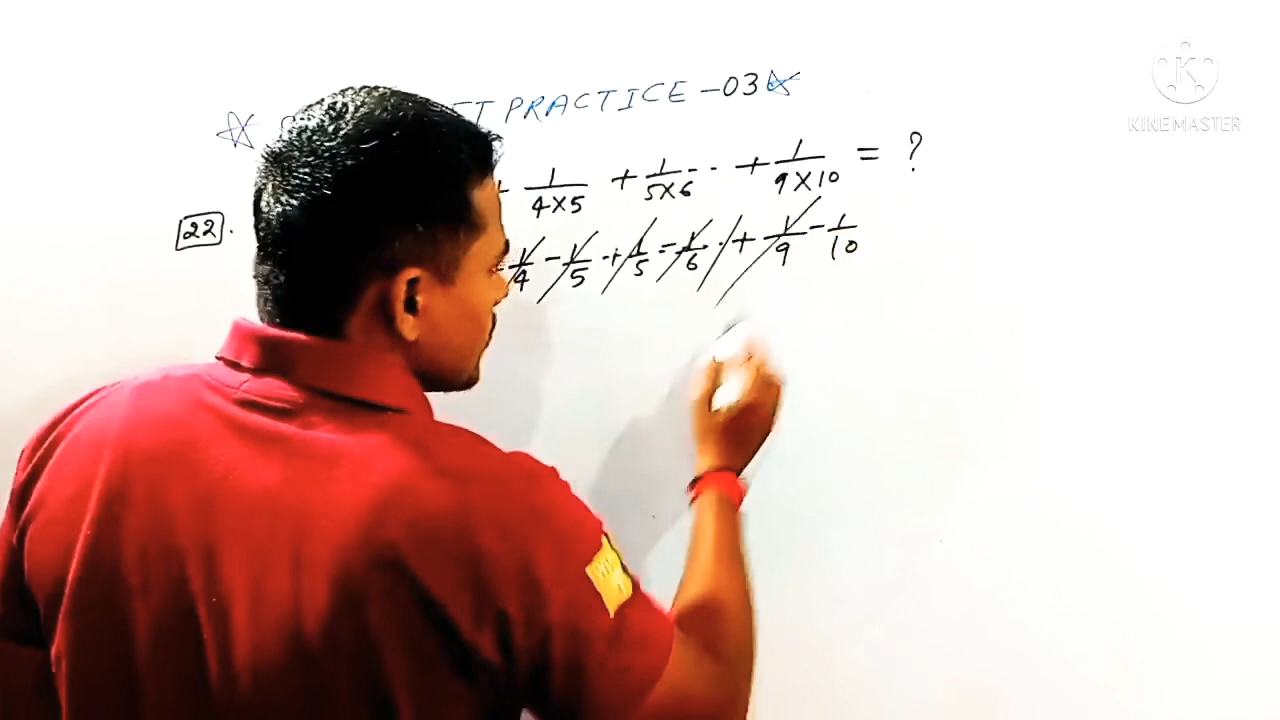 PRACTICE -03
1/4×5 + 1/5×6 -- + 1/9×10 = ?
22.
1/4 - 1/5 + 1/5 - 1/6 + 1/9 - 1/10
KINEMASTER